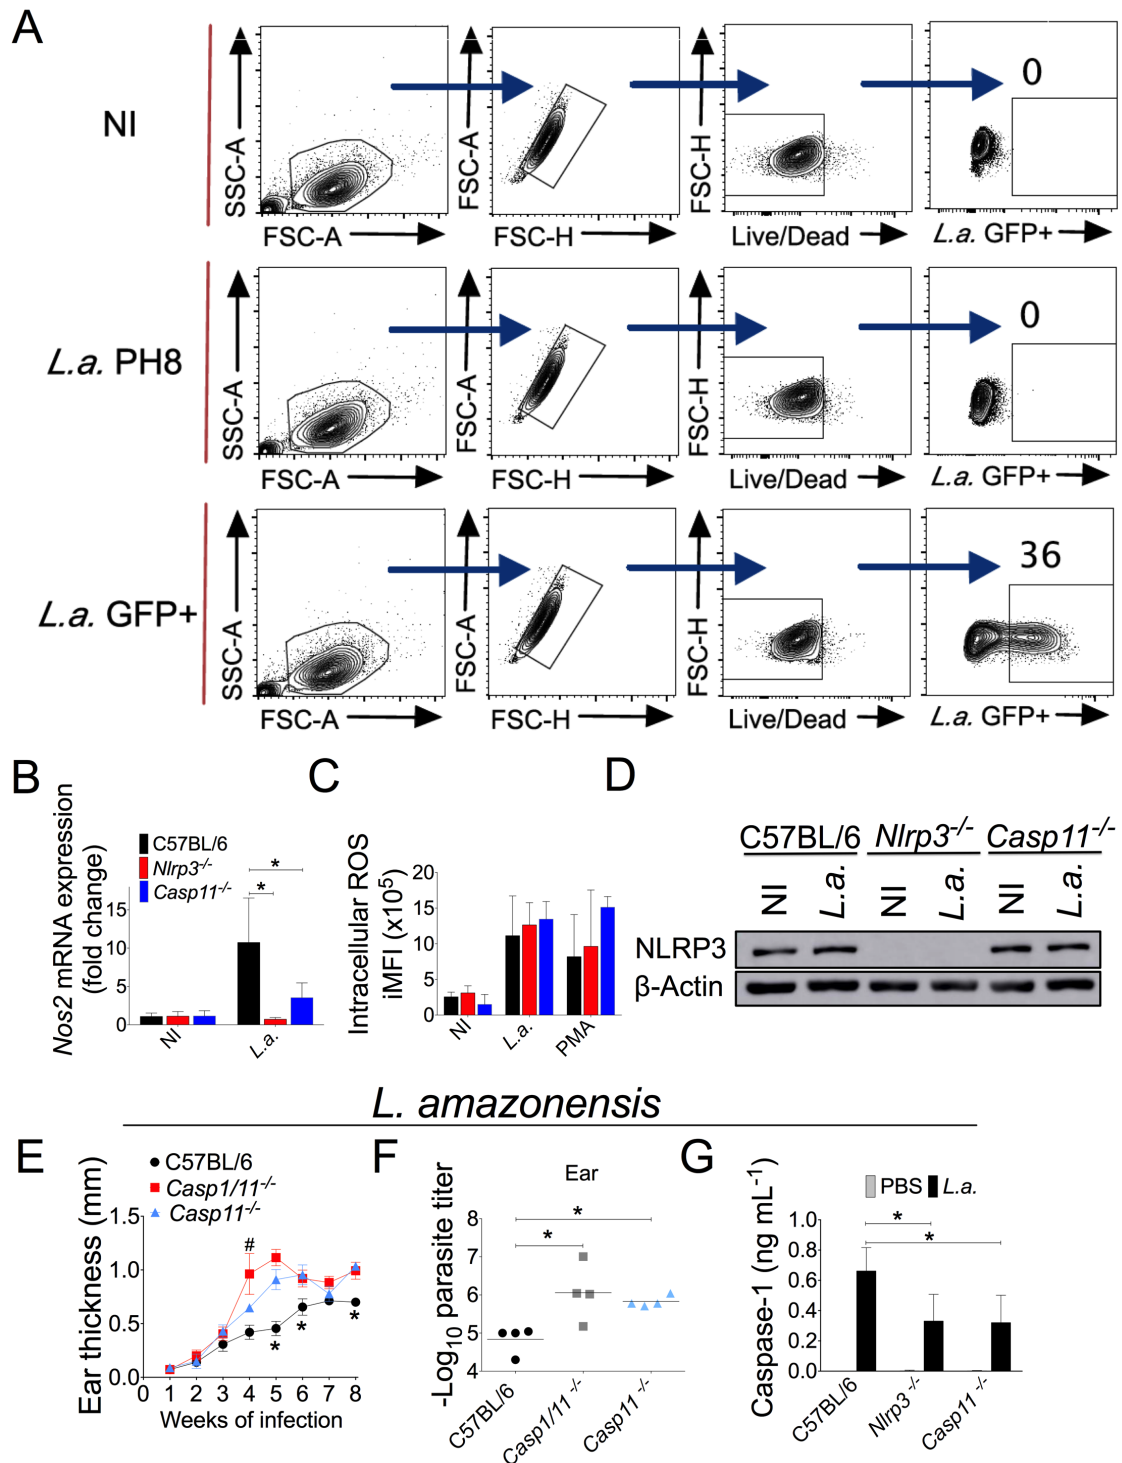 A
NI
SSC-A
FSC-A
FSC-A
FSC-H
FSC-H
Live/Dead
0
L.a. GFP+
L.a. PH8
SSC-A
FSC-A
FSC-A
FSC-H
FSC-H
Live/Dead
0
L.a. GFP+
L.a. GFP+
SSC-A
FSC-A
FSC-A
FSC-H
FSC-H
Live/Dead
36
L.a. GFP+
B
Nos2 mRNA expression
(fold change)
C57BL/6
Nlrp3-/-
Casp11-/-
* 
*
15
10
5
0
NI
L.a.
C
Intracellular ROS
iMFI (x10⁵)
20
15
10
5
0
NI
L.a.
PMA
D
C57BL/6 Nlrp3-/- Casp11-/-
NI L.a. NI L.a. NI L.a.
NLRP3
β-Actin
L. amazonensis
E
C57BL/6
Casp1/11-/-
Casp11-/-
Ear thickness (mm)
1.5
1.0
0.5
0.0
#
* * *
0 1 2 3 4 5 6 7 8
Weeks of infection
F
Ear
-Log10 parasite titer
8
7
6
5
4
*
*
C57BL/6
Casp1/11-/-
Casp11-/-
G
PBS L.a.
Caspase-1 (ng mL-1)
1.0
0.8
0.6
0.4
0.2
0.0
*
*
C57BL/6
Nlrp3-/-
Casp11-/-